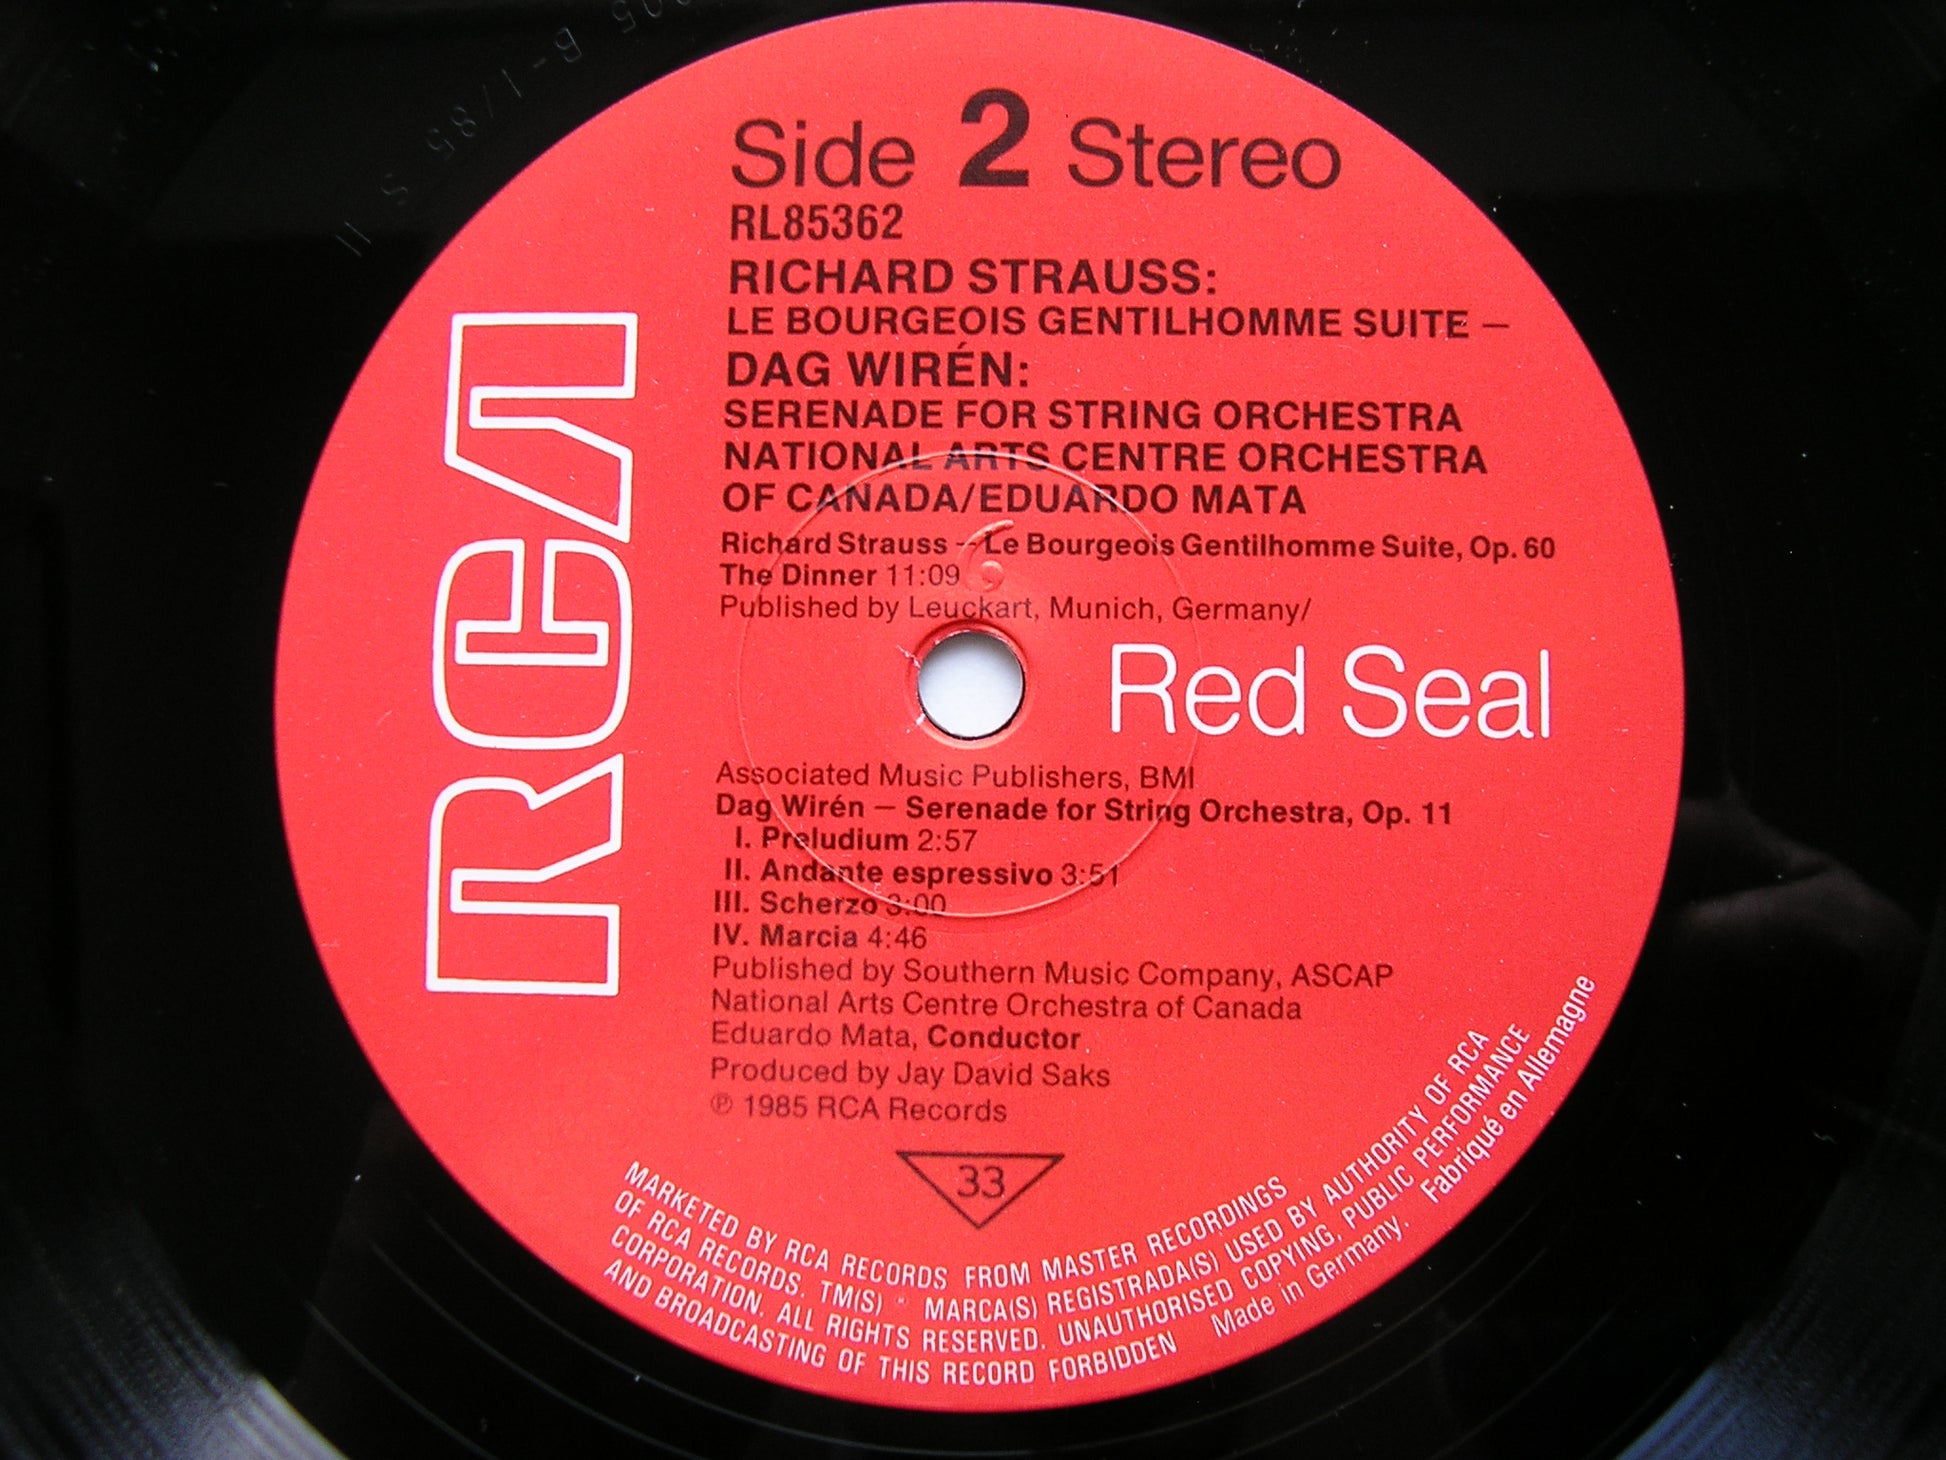 Side 2 Stereo
RL85362
RICHARD STRAUSS:
LE BOURGEOIS GENTILHOMME SUITE –
DAG WIRÉN:
SERENADE FOR STRING ORCHESTRA
NATIONAL ARTS CENTRE ORCHESTRA
OF CANADA/EDUARDO MATA
Richard Strauss – Le Bourgeois Gentilhomme Suite, Op. 60
The Dinner 11:09
Published by Leuckart, Munich, Germany/
RCA
Red Seal
Associated Music Publishers, BMI
Dag Wirén – Serenade for String Orchestra, Op. 11
I. Preludium 2:57
II. Andante espressivo 3:51
III. Scherzo 3:00
IV. Marcia 4:46
Published by Southern Music Company, ASCAP
National Arts Centre Orchestra of Canada
Eduardo Mata, Conductor
Produced by Jay David Saks
℗ 1985 RCA Records
33
MARKETED BY RCA RECORDS FROM MASTER RECORDINGS
OF RCA RECORDS. TM(S) ® MARCA(S) REGISTRADA(S) USED BY AUTHORITY OF RCA
CORPORATION. ALL RIGHTS RESERVED. UNAUTHORISED COPYING, PUBLIC PERFORMANCE
AND BROADCASTING OF THIS RECORD FORBIDDEN Made in Germany. Fabriqué en Allemagne